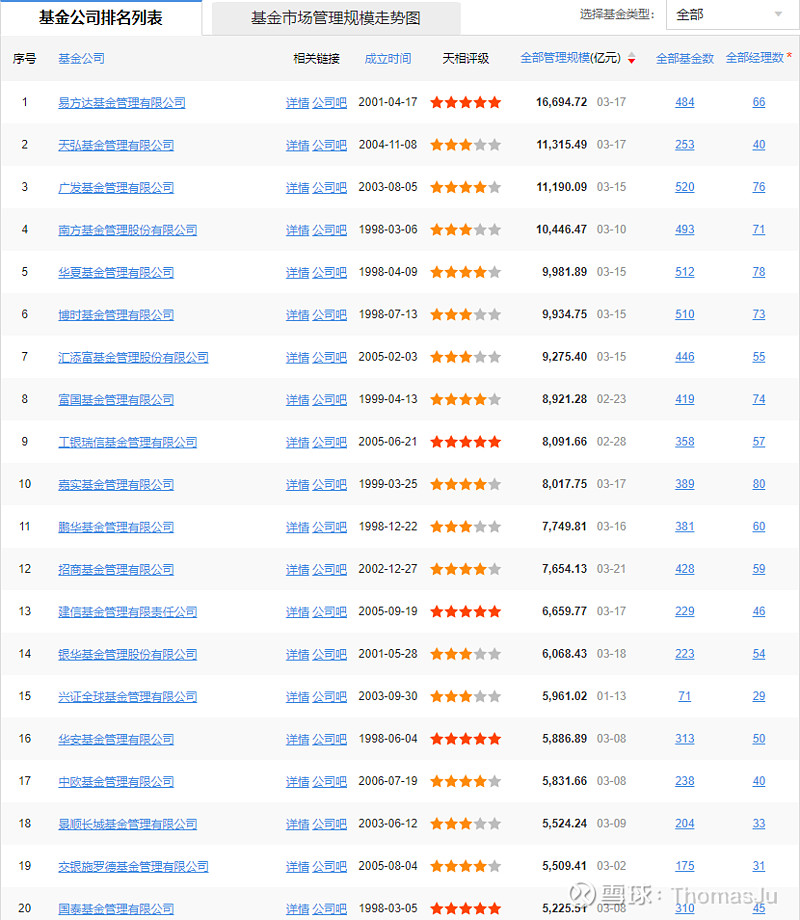 基金公司排名列表 基金市场管理规模走势图 选择基金类型: 全部
序号 基金公司 相关链接 成立时间 天相评级 全部管理规模(亿元) 全部基金数 全部经理数*
1 易方达基金管理有限公司 详情 公司吧 2001-04-17 ★★★★★ 16,694.72 03-17 484 66
2 天弘基金管理有限公司 详情 公司吧 2004-11-08 ★★★★★ 11,315.49 03-17 253 40
3 广发基金管理有限公司 详情 公司吧 2003-08-05 ★★★★★ 11,190.09 03-15 520 76
4 南方基金管理股份有限公司 详情 公司吧 1998-03-06 ★★★★★ 10,446.47 03-10 493 71
5 华夏基金管理有限公司 详情 公司吧 1998-04-09 ★★★★★ 9,981.89 03-15 512 78
6 博时基金管理有限公司 详情 公司吧 1998-07-13 ★★★★★ 9,934.75 03-15 510 73
7 汇添富基金管理股份有限公司 详情 公司吧 2005-02-03 ★★★★★ 9,275.40 03-15 446 55
8 富国基金管理有限公司 详情 公司吧 1999-04-13 ★★★★★ 8,921.28 02-23 419 74
9 工银瑞信基金管理有限公司 详情 公司吧 2005-06-21 ★★★★★ 8,091.66 02-28 358 57
10 嘉实基金管理有限公司 详情 公司吧 1999-03-25 ★★★★★ 8,017.75 03-17 389 80
11 鹏华基金管理有限公司 详情 公司吧 1998-12-22 ★★★★★ 7,749.81 03-16 381 60
12 招商基金管理有限公司 详情 公司吧 2002-12-27 ★★★★★ 7,654.13 03-21 428 59
13 建信基金管理有限责任公司 详情 公司吧 2005-09-19 ★★★★★ 6,659.77 03-17 229 46
14 银华基金管理股份有限公司 详情 公司吧 2001-05-28 ★★★★★ 6,068.43 03-18 223 54
15 兴证全球基金管理有限公司 详情 公司吧 2003-09-30 ★★★★★ 5,961.02 01-13 71 29
16 华安基金管理有限公司 详情 公司吧 1998-06-04 ★★★★★ 5,886.89 03-08 313 50
17 中欧基金管理有限公司 详情 公司吧 2006-07-19 ★★★★★ 5,831.66 03-08 238 40
18 景顺长城基金管理有限公司 详情 公司吧 2003-06-12 ★★★★★ 5,524.24 03-09 204 33
19 交银施罗德基金管理有限公司 详情 公司吧 2005-08-04 ★★★★★ 5,509.41 03-02 175 31
20 国泰基金管理有限公司 详情 公司吧 1998-03-05 ★★★★★ 5,225.51 03-08 310 45
雪球: Thomas.lu